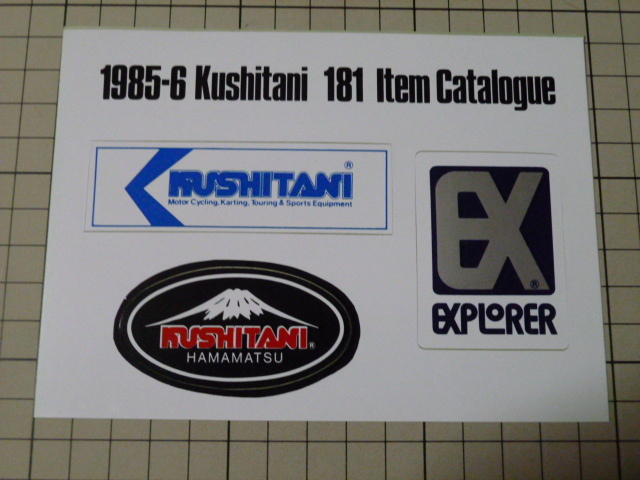 1985-6 Kushitani 181 Item Catalogue
KUSHITANI®
Motor Cycling, Karting, Touring & Sports Equipment
EX®
EXPLORER
KUSHITANI®
HAMAMATSU